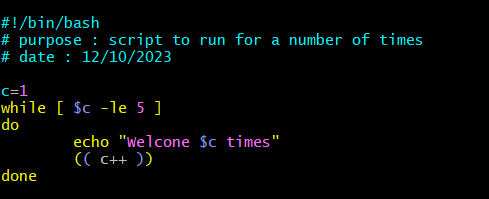 #!/bin/bash
# purpose : script to run for a number of times
# date : 12/10/2023

c=1
while [ $c -le 5 ]
do
        echo "Welcone $c times"
        (( c++ ))
done